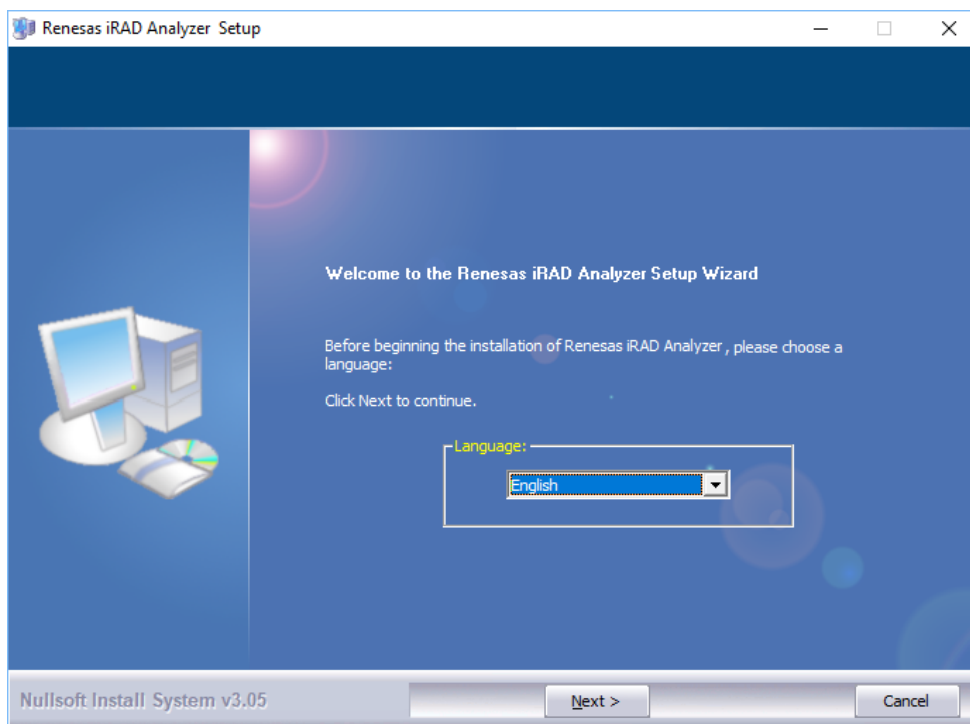 Renesas iRAD Analyzer Setup
Welcome to the Renesas iRAD Analyzer Setup Wizard
Before beginning the installation of Renesas iRAD Analyzer , please choose a
language:
Click Next to continue.
Language:
English
Nullsoft Install System v3.05
Next >
Cancel